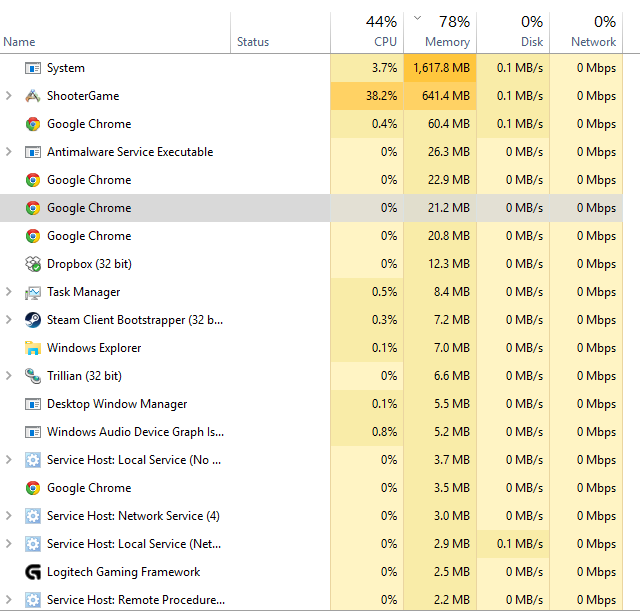 44% 78% 0% 0%
Name Status CPU Memory Disk Network
System 3.7% 1,617.8 MB 0.1 MB/s 0 Mbps
ShooterGame 38.2% 641.4 MB 0 MB/s 0 Mbps
Google Chrome 0.4% 60.4 MB 0.1 MB/s 0 Mbps
Antimalware Service Executable 0% 26.3 MB 0 MB/s 0 Mbps
Google Chrome 0% 22.9 MB 0 MB/s 0 Mbps
Google Chrome 0% 21.2 MB 0 MB/s 0 Mbps
Google Chrome 0% 20.8 MB 0 MB/s 0 Mbps
Dropbox (32 bit) 0% 12.3 MB 0 MB/s 0 Mbps
Task Manager 0.5% 8.4 MB 0 MB/s 0 Mbps
Steam Client Bootstrapper (32 b... 0.3% 7.2 MB 0 MB/s 0 Mbps
Windows Explorer 0.1% 7.0 MB 0 MB/s 0 Mbps
Trillian (32 bit) 0% 6.6 MB 0 MB/s 0 Mbps
Desktop Window Manager 0.1% 5.5 MB 0 MB/s 0 Mbps
Windows Audio Device Graph Is... 0.8% 5.2 MB 0 MB/s 0 Mbps
Service Host: Local Service (No ... 0% 3.7 MB 0 MB/s 0 Mbps
Google Chrome 0% 3.5 MB 0 MB/s 0 Mbps
Service Host: Network Service (4) 0% 3.0 MB 0 MB/s 0 Mbps
Service Host: Local Service (Net... 0% 2.9 MB 0.1 MB/s 0 Mbps
Logitech Gaming Framework 0% 2.5 MB 0 MB/s 0 Mbps
Service Host: Remote Procedure... 0% 2.2 MB 0 MB/s 0 Mbps